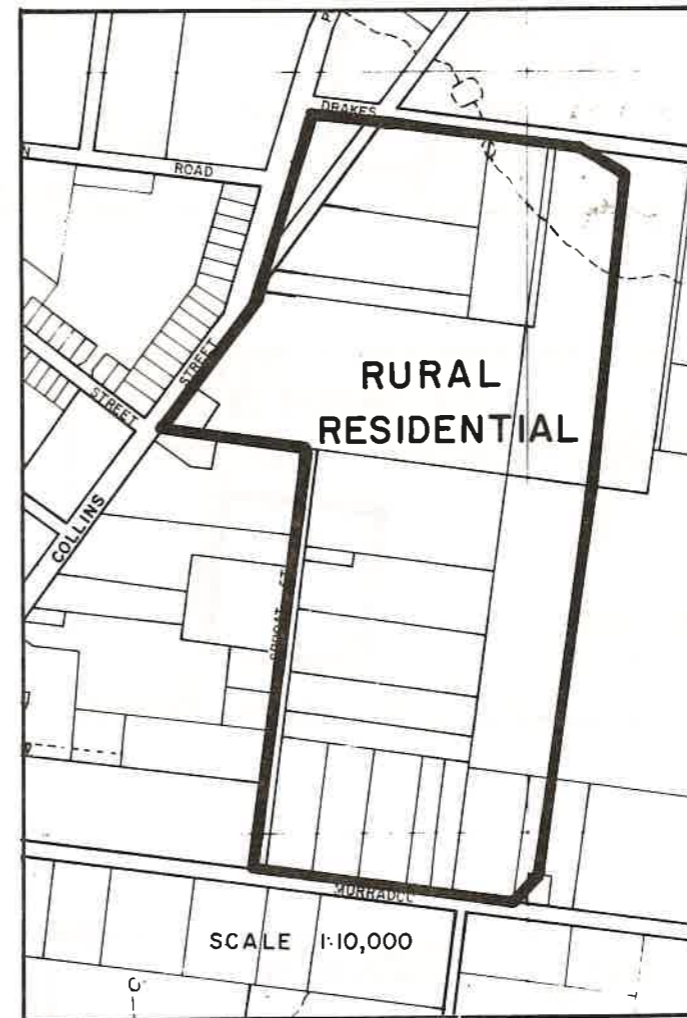 DRAKES
ROAD
RURAL
RESIDENTIAL
STREET
STREET
COLLINS
SCALE 1:10,000